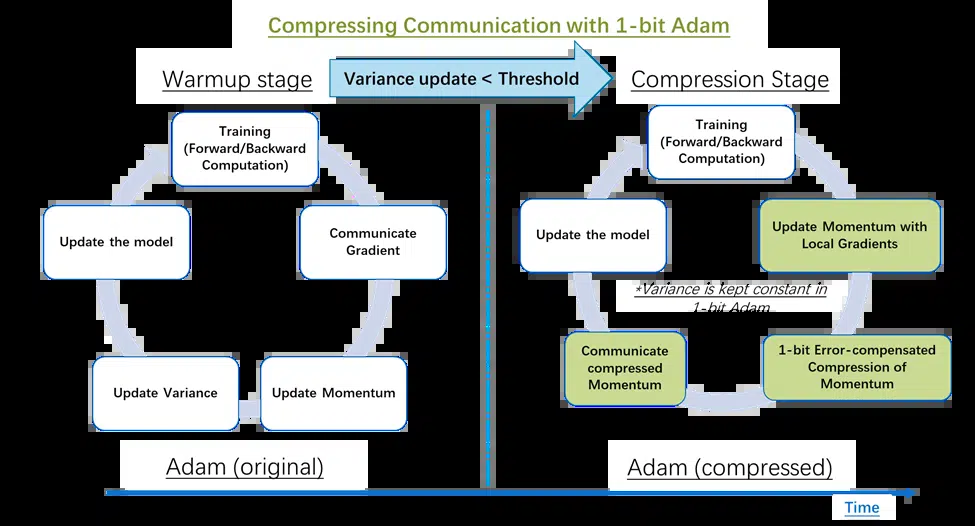 Compressing Communication with 1-bit Adam
Warmup stage
Variance update < Threshold
Compression Stage
Training
(Forward/Backward
Computation)
Communicate
Gradient
Update Momentum
Update Variance
Update the model
Adam (original)
Training
(Forward/Backward
Computation)
Update Momentum with
Local Gradients
1-bit Error-compensated
Compression of
Momentum
Communicate
compressed
Momentum
Update the model
*Variance is kept constant in
1-bit Adam
Adam (compressed)
Time